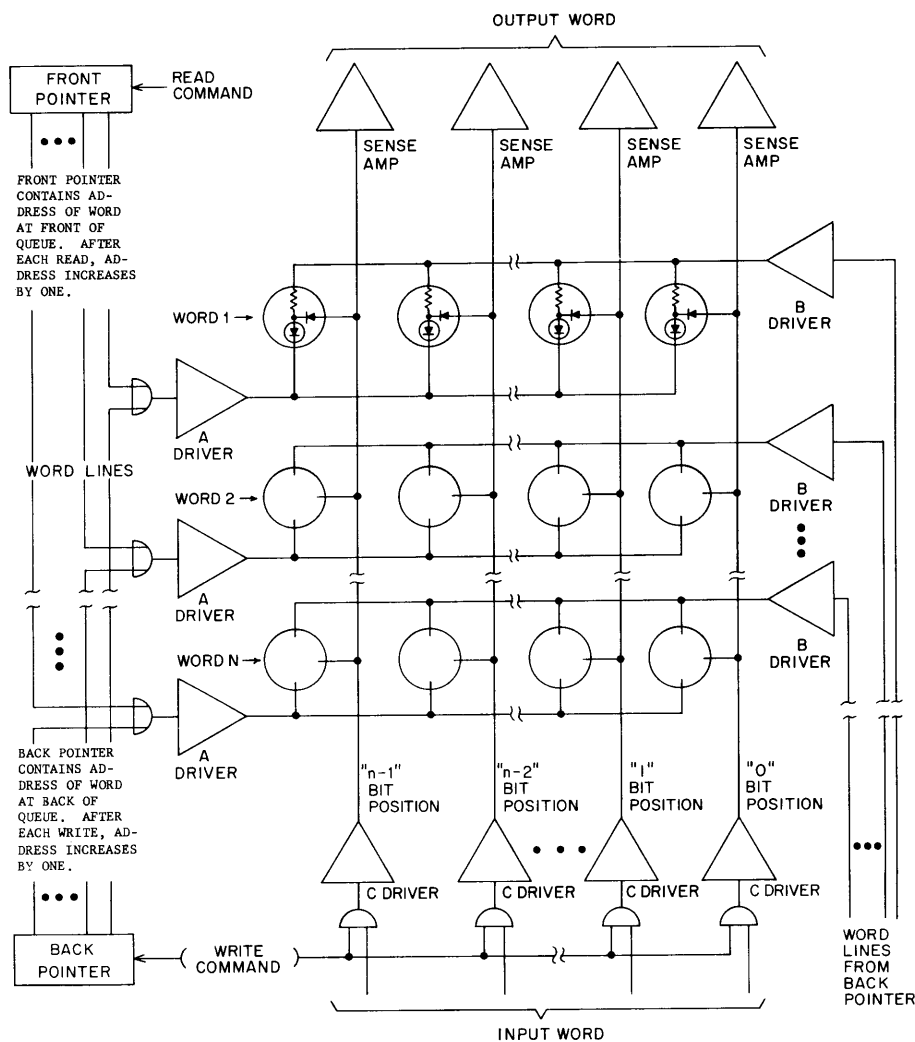 OUTPUT WORD
FRONT
POINTER
READ
COMMAND
SENSE
AMP
SENSE
AMP
SENSE
AMP
SENSE
AMP
FRONT POINTER
CONTAINS AD-
DRESS OF WORD
AT FRONT OF
QUEUE. AFTER
EACH READ, AD-
DRESS INCREASES
BY ONE.
WORD 1
B
DRIVER
A
DRIVER
WORD LINES
WORD 2
B
DRIVER
A
DRIVER
WORD N
B
DRIVER
A
DRIVER
BACK POINTER
CONTAINS AD-
DRESS OF WORD
AT BACK OF
QUEUE. AFTER
EACH WRITE, AD-
DRESS INCREASES
BY ONE.
"n-1"
BIT
POSITION
"n-2"
BIT
POSITION
"1"
BIT
POSITION
"0"
BIT
POSITION
C DRIVER
C DRIVER
C DRIVER
C DRIVER
BACK
POINTER
( WRITE
COMMAND )
WORD
LINES
FROM
BACK
POINTER
INPUT WORD